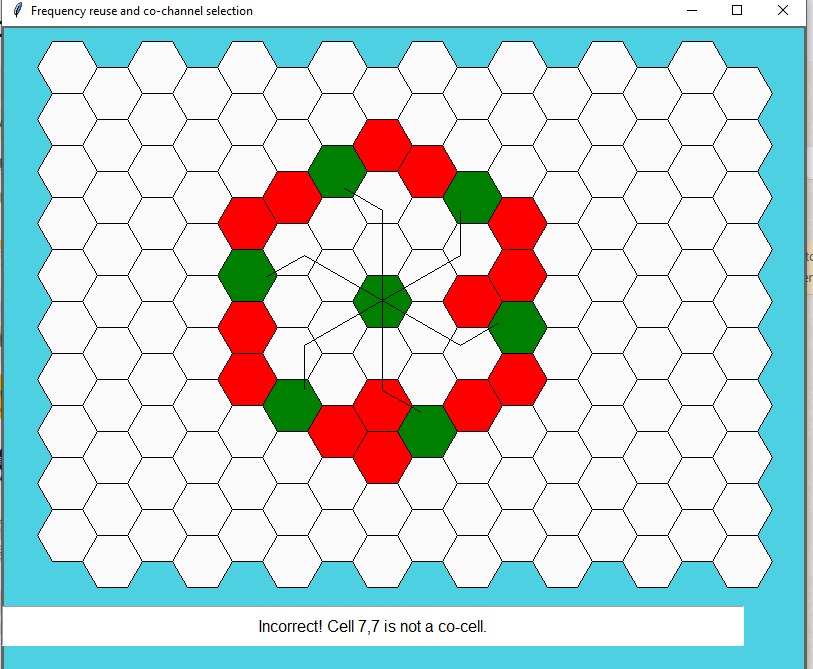 Frequency reuse and co-channel selection
Incorrect! Cell 7,7 is not a co-cell.